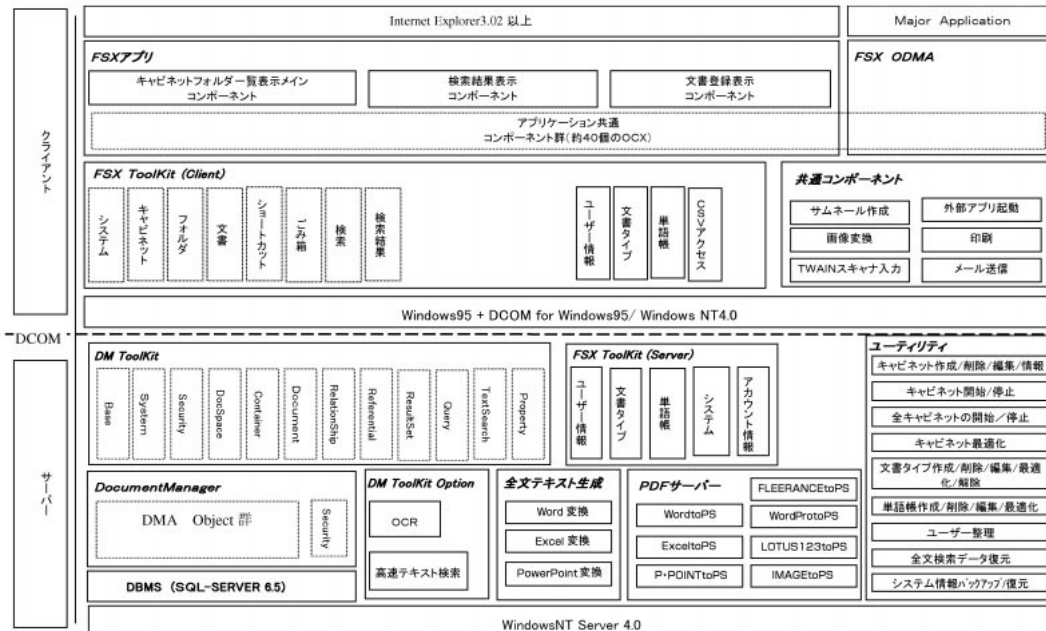 Internet Explorer3.02 以上
Major Application
クライアント
FSXアプリ
キャビネットフォルダ一覧表示メイン
コンポーネント
検索結果表示
コンポーネント
文書登録表示
コンポーネント
アプリケーション共通
コンポーネント群(約40個のOCX)
FSX ODMA
FSX ToolKit (Client)
システム
キャビネット
フォルダ
文書
ショートカット
ごみ箱
検索
検索結果
ユーザー情報
文書タイプ
単語帳
CSVアクセス
共通コンポーネント
サムネール作成
外部アプリ起動
画像変換
印刷
TWAINスキャナ入力
メール送信
Windows95 + DCOM for Windows95/ Windows NT4.0
DCOM
サーバー
DM ToolKit
Base
System
Security
DocSpace
Container
Document
RelationShip
Referential
ResultSet
Query
TextSearch
Property
FSX ToolKit (Server)
ユーザー情報
文書タイプ
単語帳
システム
アカウント情報
ユーティリティ
キャビネット作成/削除/編集/情報
キャビネット開始/停止
全キャビネットの開始/停止
キャビネット最適化
文書タイプ作成/削除/編集/最適
化/解除
単語帳作成/削除/編集/最適化
ユーザー整理
全文検索データ復元
システム情報バックアップ/復元
DocumentManager
DMA Object 群
Security
DBMS (SQL-SERVER 6.5)
DM ToolKit Option
OCR
高速テキスト検索
全文テキスト生成
Word 変換
Excel 変換
PowerPoint 変換
PDFサーバー
FLEERANCEtoPS
WordtoPS
WordProtoPS
ExceltoPS
LOTUS123toPS
P・POINTtoPS
IMAGEtoPS
WindowsNT Server 4.0